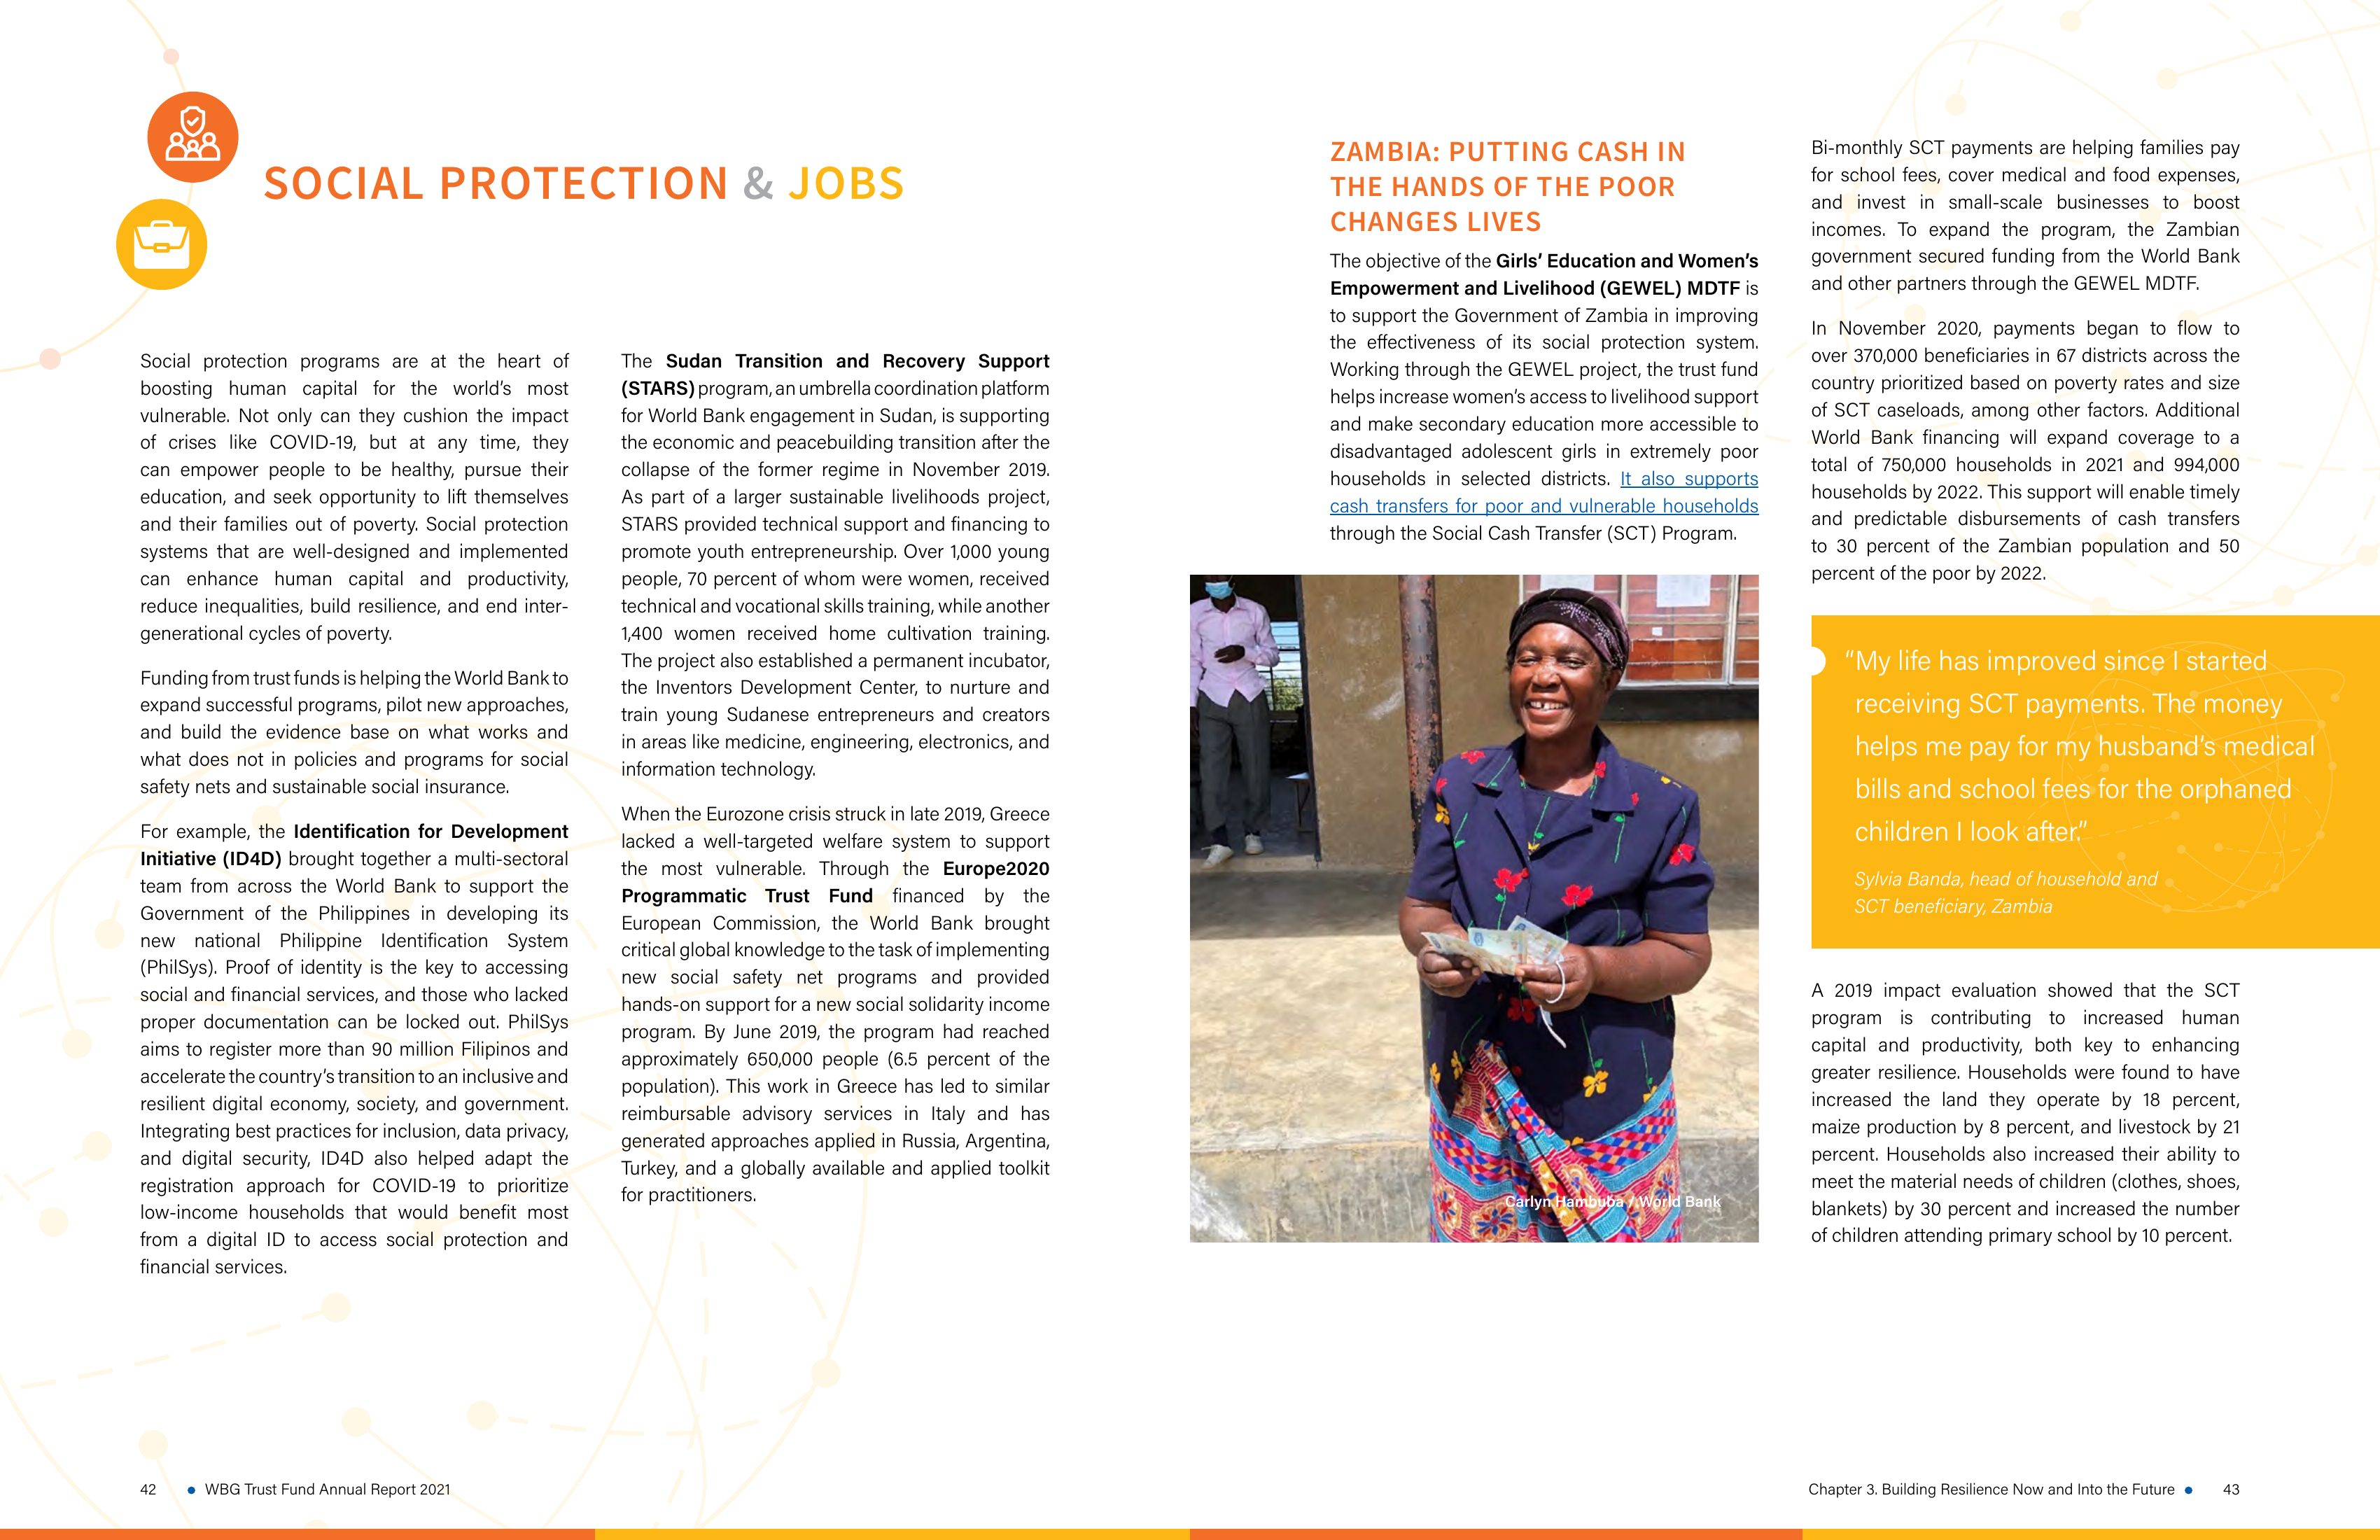 SOCIAL PROTECTION & JOBS
Social protection programs are at the heart of
boosting human capital for the world's most
vulnerable. Not only can they cushion the impact
of crises like COVID-19, but at any time, they
can empower people to be healthy, pursue their
education, and seek opportunity to lift themselves
and their families out of poverty. Social protection
systems that are well-designed and implemented
can enhance human capital and productivity,
reduce inequalities, build resilience, and end inter-
generational cycles of poverty.
Funding from trust funds is helping the World Bank to
expand successful programs, pilot new approaches,
and build the evidence base on what works and
what does not in policies and programs for social
safety nets and sustainable social insurance.
For example, the Identification for Development
Initiative (ID4D) brought together a multi-sectoral
team from across the World Bank to support the
Government of the Philippines in developing its
new national Philippine Identification System
(PhilSys). Proof of identity is the key to accessing
social and financial services, and those who lacked
proper documentation can be locked out. PhilSys
aims to register more than 90 million Filipinos and
accelerate the country's transition to an inclusive and
resilient digital economy, society, and government.
Integrating best practices for inclusion, data privacy,
and digital security, ID4D also helped adapt the
registration approach for COVID-19 to prioritize
low-income households that would benefit most
from a digital ID to access social protection and
financial services.
The Sudan Transition and Recovery Support
(STARS) program, an umbrella coordination platform
for World Bank engagement in Sudan, is supporting
the economic and peacebuilding transition after the
collapse of the former regime in November 2019.
As part of a larger sustainable livelihoods project,
STARS provided technical support and financing to
promote youth entrepreneurship. Over 1,000 young
people, 70 percent of whom were women, received
technical and vocational skills training, while another
1,400 women received home cultivation training.
The project also established a permanent incubator,
the Inventors Development Center, to nurture and
train young Sudanese entrepreneurs and creators
in areas like medicine, engineering, electronics, and
information technology.
When the Eurozone crisis struck in late 2019, Greece
lacked a well-targeted welfare system to support
the most vulnerable. Through the Europe2020
Programmatic Trust Fund financed by the
European Commission, the World Bank brought
critical global knowledge to the task of implementing
new social safety net programs and provided
hands-on support for a new social solidarity income
program. By June 2019, the program had reached
approximately 650,000 people (6.5 percent of the
population). This work in Greece has led to similar
reimbursable advisory services in Italy and has
generated approaches applied in Russia, Argentina,
Turkey, and a globally available and applied toolkit
for practitioners.
42 • WBG Trust Fund Annual Report 2021
ZAMBIA: PUTTING CASH IN
THE HANDS OF THE POOR
CHANGES LIVES
The objective of the Girls' Education and Women's
Empowerment and Livelihood (GEWEL) MDTF is
to support the Government of Zambia in improving
the effectiveness of its social protection system.
Working through the GEWEL project, the trust fund
helps increase women's access to livelihood support
and make secondary education more accessible to
disadvantaged adolescent girls in extremely poor
households in selected districts. It also supports
cash transfers for poor and vulnerable households
through the Social Cash Transfer (SCT) Program.
Carlyn Hambuba / World Bank
Bi-monthly SCT payments are helping families pay
for school fees, cover medical and food expenses,
and invest in small-scale businesses to boost
incomes. To expand the program, the Zambian
government secured funding from the World Bank
and other partners through the GEWEL MDTF.
In November 2020, payments began to flow to
over 370,000 beneficiaries in 67 districts across the
country prioritized based on poverty rates and size
of SCT caseloads, among other factors. Additional
World Bank financing will expand coverage to a
total of 750,000 households in 2021 and 994,000
households by 2022. This support will enable timely
and predictable disbursements of cash transfers
to 30 percent of the Zambian population and 50
percent of the poor by 2022.
"My life has improved since I started
receiving SCT payments. The money
helps me pay for my husband's medical
bills and school fees for the orphaned
children I look after."
Sylvia Banda, head of household and
SCT beneficiary, Zambia
A 2019 impact evaluation showed that the SCT
program is contributing to increased human
capital and productivity, both key to enhancing
greater resilience. Households were found to have
increased the land they operate by 18 percent,
maize production by 8 percent, and livestock by 21
percent. Households also increased their ability to
meet the material needs of children (clothes, shoes,
blankets) by 30 percent and increased the number
of children attending primary school by 10 percent.
Chapter 3. Building Resilience Now and Into the Future • 43